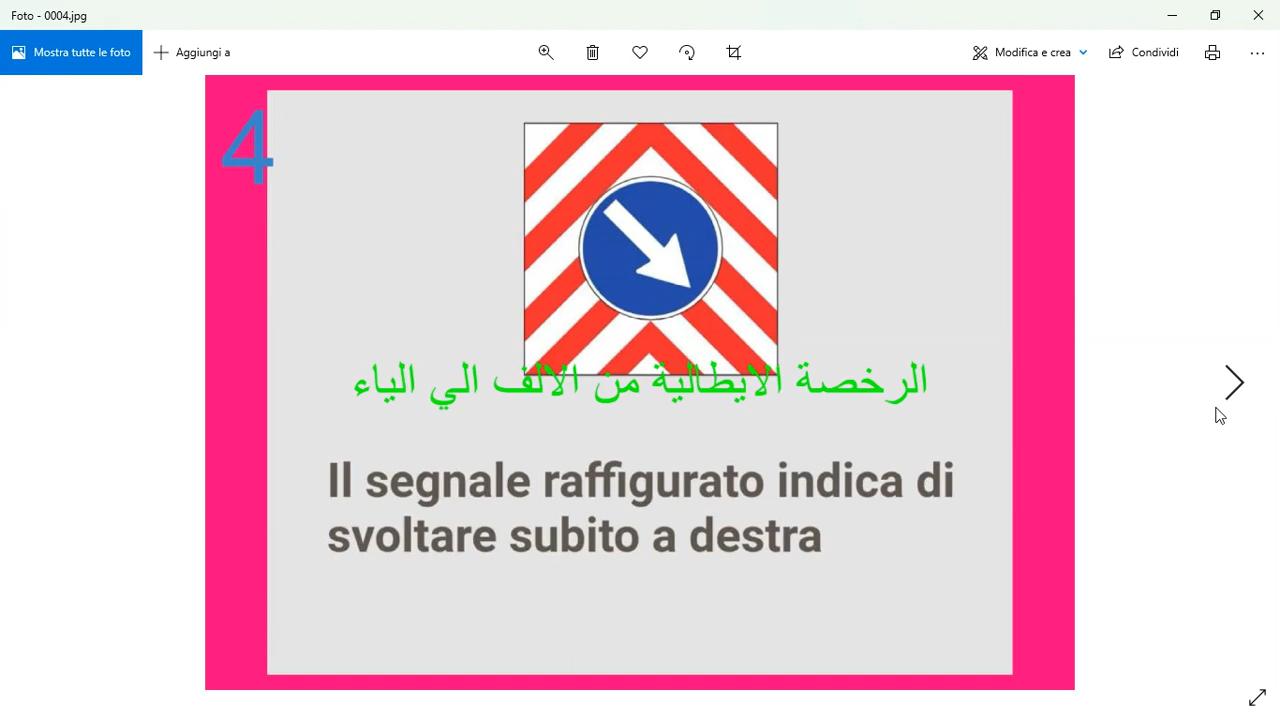 Foto - 0004.jpg
Mostra tutte le foto
Aggiungi a
Modifica e crea
Condividi
4
الرخصة الايطالية من الالف الي الياء
Il segnale raffigurato indica di
svoltare subito a destra